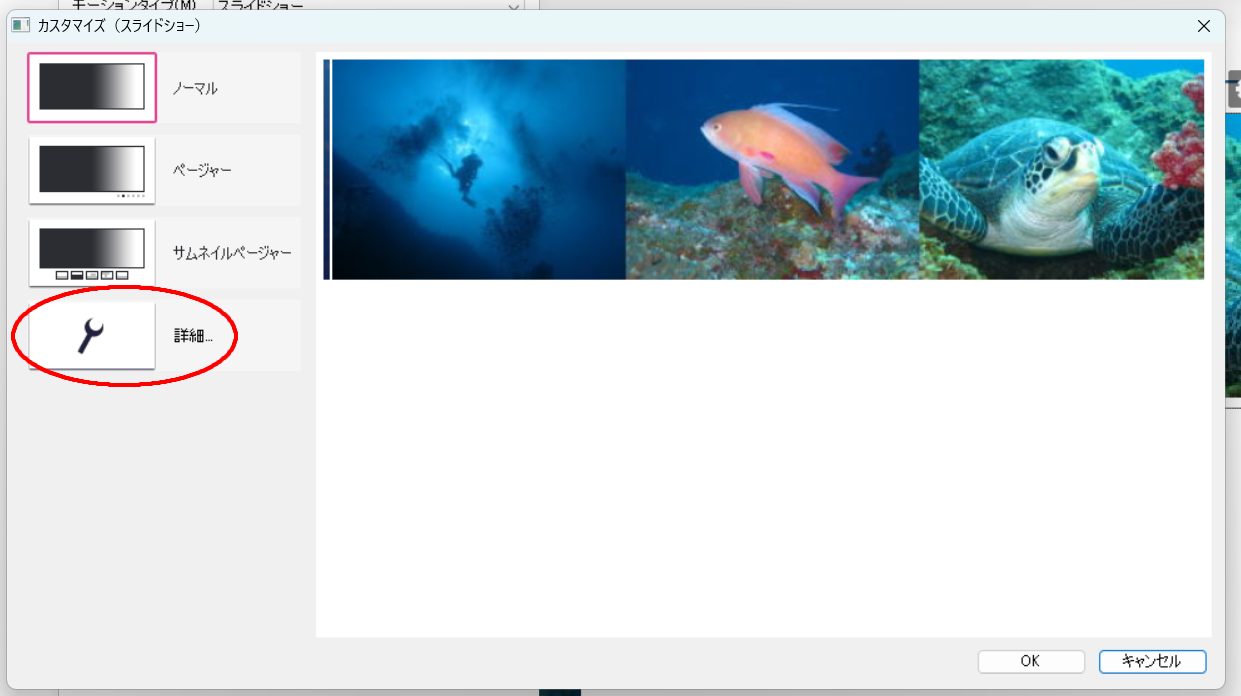 モーションタイプ(M) スライドショー
カスタマイズ（スライドショー）
ノーマル
ページャー
サムネイルページャー
詳細...
OK キャンセル